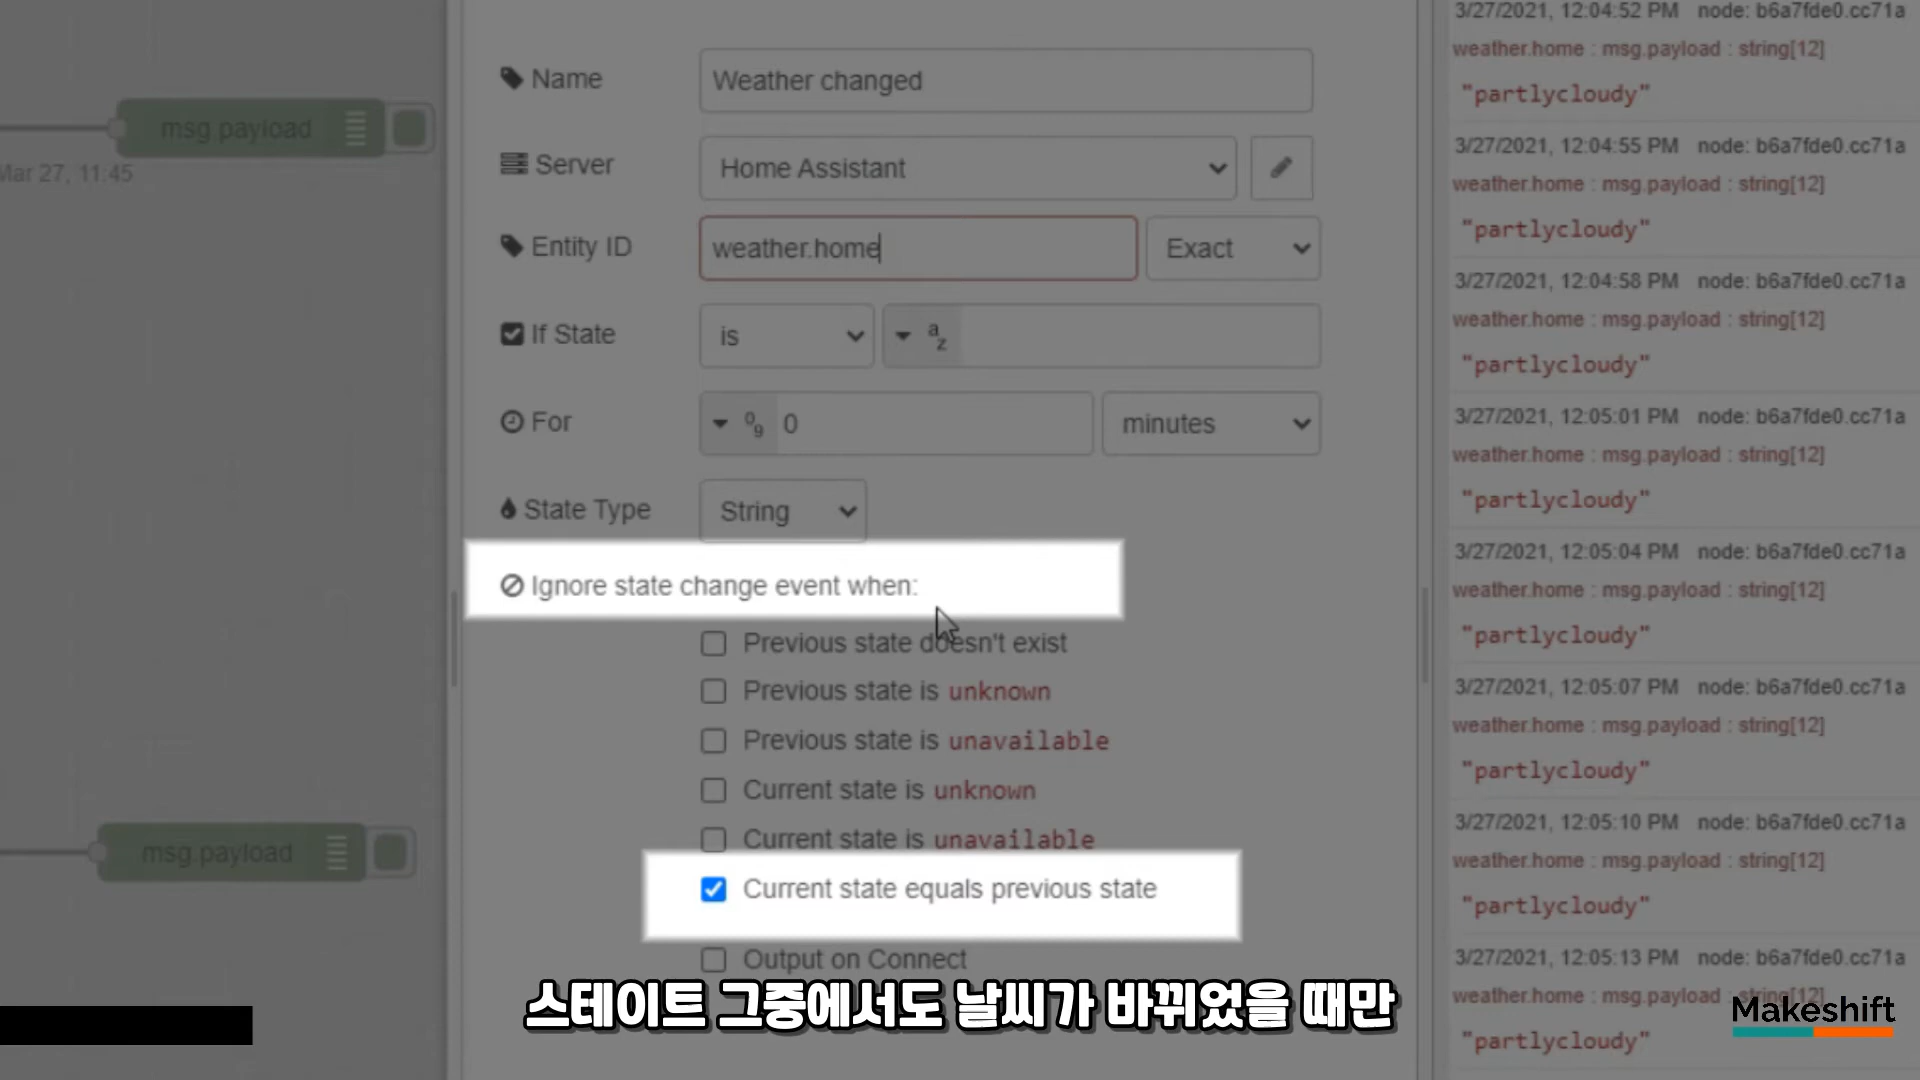 msg.payload
Mar 27, 11:45
msg.payload
Name
Weather changed
Server
Home Assistant
Entity ID
weather.home
Exact
If State
is
a
z
For
0
9
0
minutes
State Type
String
Ignore state change event when:
Previous state doesn't exist
Previous state is unknown
Previous state is unavailable
Current state is unknown
Current state is unavailable
Current state equals previous state
Output on Connect
3/27/2021, 12:04:52 PM node: b6a7fde0.cc71a
weather.home : msg.payload : string[12]
"partlycloudy"
3/27/2021, 12:04:55 PM node: b6a7fde0.cc71a
weather.home : msg.payload : string[12]
"partlycloudy"
3/27/2021, 12:04:58 PM node: b6a7fde0.cc71a
weather.home : msg.payload : string[12]
"partlycloudy"
3/27/2021, 12:05:01 PM node: b6a7fde0.cc71a
weather.home : msg.payload : string[12]
"partlycloudy"
3/27/2021, 12:05:04 PM node: b6a7fde0.cc71a
weather.home : msg.payload : string[12]
"partlycloudy"
3/27/2021, 12:05:07 PM node: b6a7fde0.cc71a
weather.home : msg.payload : string[12]
"partlycloudy"
3/27/2021, 12:05:10 PM node: b6a7fde0.cc71a
weather.home : msg.payload : string[12]
"partlycloudy"
3/27/2021, 12:05:13 PM node: b6a7fde0.cc71a
weather.home : msg.payload : string[12]
"partlycloudy"
스테이트 그중에서도 날씨가 바뀌었을 때만
Makeshift